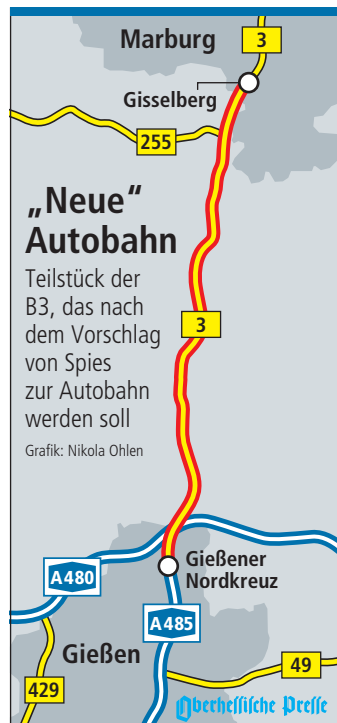 Marburg
3
Gisselberg
255
„Neue“
Autobahn
Teilstück der
B3, das nach
dem Vorschlag
von Spies
zur Autobahn
werden soll
Grafik: Nikola Ohlen
3
Gießener
Nordkreuz
A480
A485
Gießen
49
429
Oberhessische Presse